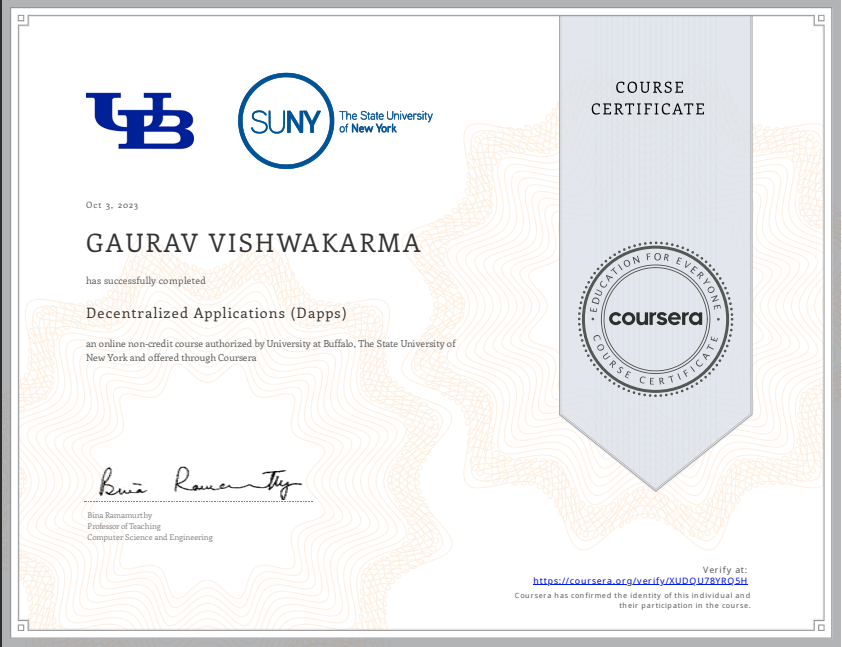 UB
SUNY
The State University
of New York
COURSE
CERTIFICATE
Oct 3, 2023
GAURAV VISHWAKARMA
has successfully completed
Decentralized Applications (Dapps)
an online non-credit course authorized by University at Buffalo, The State University of
New York and offered through Coursera
EDUCATION FOR EVERYONE
coursera
COURSE CERTIFICATE
Bina Ramamurthy
Bina Ramamurthy
Professor of Teaching
Computer Science and Engineering
Verify at:
https://coursera.org/verify/XUDQU78YRQ5H
Coursera has confirmed the identity of this individual and
their participation in the course.